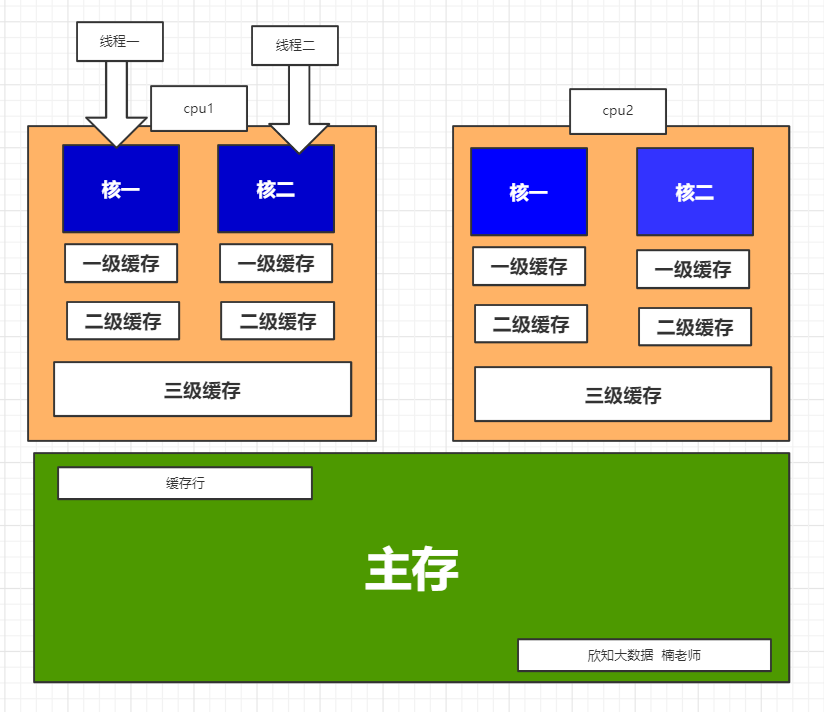 线程一
线程二
cpu1
cpu2
核一
核二
核一
核二
一级缓存
一级缓存
一级缓存
一级缓存
二级缓存
二级缓存
二级缓存
二级缓存
三级缓存
三级缓存
缓存行
主存
欣知大数据 楠老师